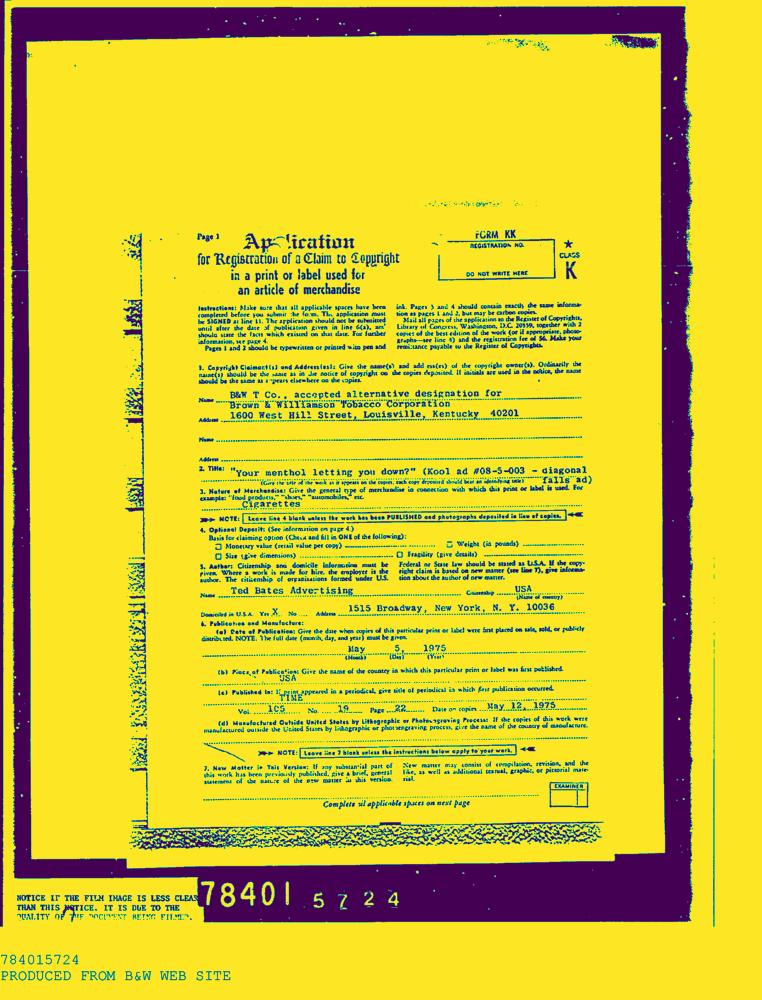 Page 1
Application
for Registration of a Claim to Copyright
in a print or label used for
an article of merchandise
FORM KK
REGISTRATION NO.
DO NOT WRITE HERE
CLASS
K
Instructions: Make sure that all applicable spaces have been
completed before you submit the form. The application must
be SIGNED at line 11. The application should not be submitted
until after the date of publication given in line 6(a), and
should state the facts which existed on that date. For further
information, see page 4.
Pages 1 and 2 should be typewritten or printed with pen and
ink. Pages 3 and 4 should contain exactly the same informa-
tion as pages 1 and 2, but may be carbon copies.
Mail all pages of the application to the Register of Copyrights,
Library of Congress, Washington, D.C. 20559, together with 2
copies of the best edition of the work (or if appropriate, photo-
graphs—see line 4) and the registration fee of $6. Make your
remittance payable to the Register of Copyrights.
1. Copyright Claimant(s) and Address(es): Give the name(s) and address(es) of the copyright owner(s). Ordinarily the
name(s) should be the same as in the notice of copyright on the copies deposited. If initials are used in the notice, the name
should be the same as appears elsewhere on the copies.
B&W T Co., accepted alternative designation for
Name Brown & Williamson Tobacco Corporation
Address 1600 West Hill Street, Louisville, Kentucky 40201
Name
Address
2. Title: "Your menthol letting you down?" (Kool ad #08-5-003 - diagonal
falls ad)
(Give the title of the work as it appears on the copies; each copy deposited should bear an identifying title)
3. Nature of Merchandise: Give the general type of merchandise in connection with which this print or label is used. For
example: "food products," "shoes," "automobiles," etc.
Cigarettes
NOTE: Leave line 4 blank unless the work has been PUBLISHED and photographs deposited in lieu of copies.
4. Optional Deposit: (See information on page 4.)
Basis for claiming option (Check and fill in ONE of the following):
Monetary value (retail value per copy)
Weight (in pounds)
Size (give dimensions)
Fragility (give details)
5. Author: Citizenship and domicile information must be
given. Where a work is made for hire, the employer is the
author. The citizenship of organizations formed under U.S.
Federal or State law should be stated as U.S.A. If the copy-
right claim is based on new matter (see line 7), give informa-
tion about the author of new matter.
Name Ted Bates Advertising Citizenship USA
(Name of country)
Domiciled in U.S.A. Yes X No Address 1515 Broadway, New York, N. Y. 10036
6. Publication and Manufacture:
(a) Date of Publication: Give the date when copies of this particular print or label were first placed on sale, sold, or publicly
distributed. NOTE: The full date (month, day, and year) must be given.
May 5, 1975
(Month) (Day) (Year)
(b) Place of Publication: Give the name of the country in which this particular print or label was first published.
USA
(c) Published In: If print appeared in a periodical, give title of periodical in which first publication occurred.
TIME
Vol. 105 No. 19 Page 22 Date on copies May 12, 1975
(d) Manufactured Outside United States by Lithographic or Photoengraving Process: If the copies of this work were
manufactured outside the United States by lithographic or photoengraving process, give the name of the country of manufacture.
NOTE: Leave line 7 blank unless the instructions below apply to your work.
7. New Matter in This Version: If any substantial part of
this work has been previously published, give a brief, general
statement of the nature of the new matter in this version.
New matter may consist of compilation, revision, and the
like, as well as additional textual, graphic, or pictorial mate-
rial.
EXAMINER
Complete all applicable spaces on next page
NOTICE IF THE FILM IMAGE IS LESS CLEAR
THAN THIS NOTICE. IT IS DUE TO THE
QUALITY OF THE DOCUMENT BEING FILMED.
78401 5724
784015724
PRODUCED FROM B&W WEB SITE